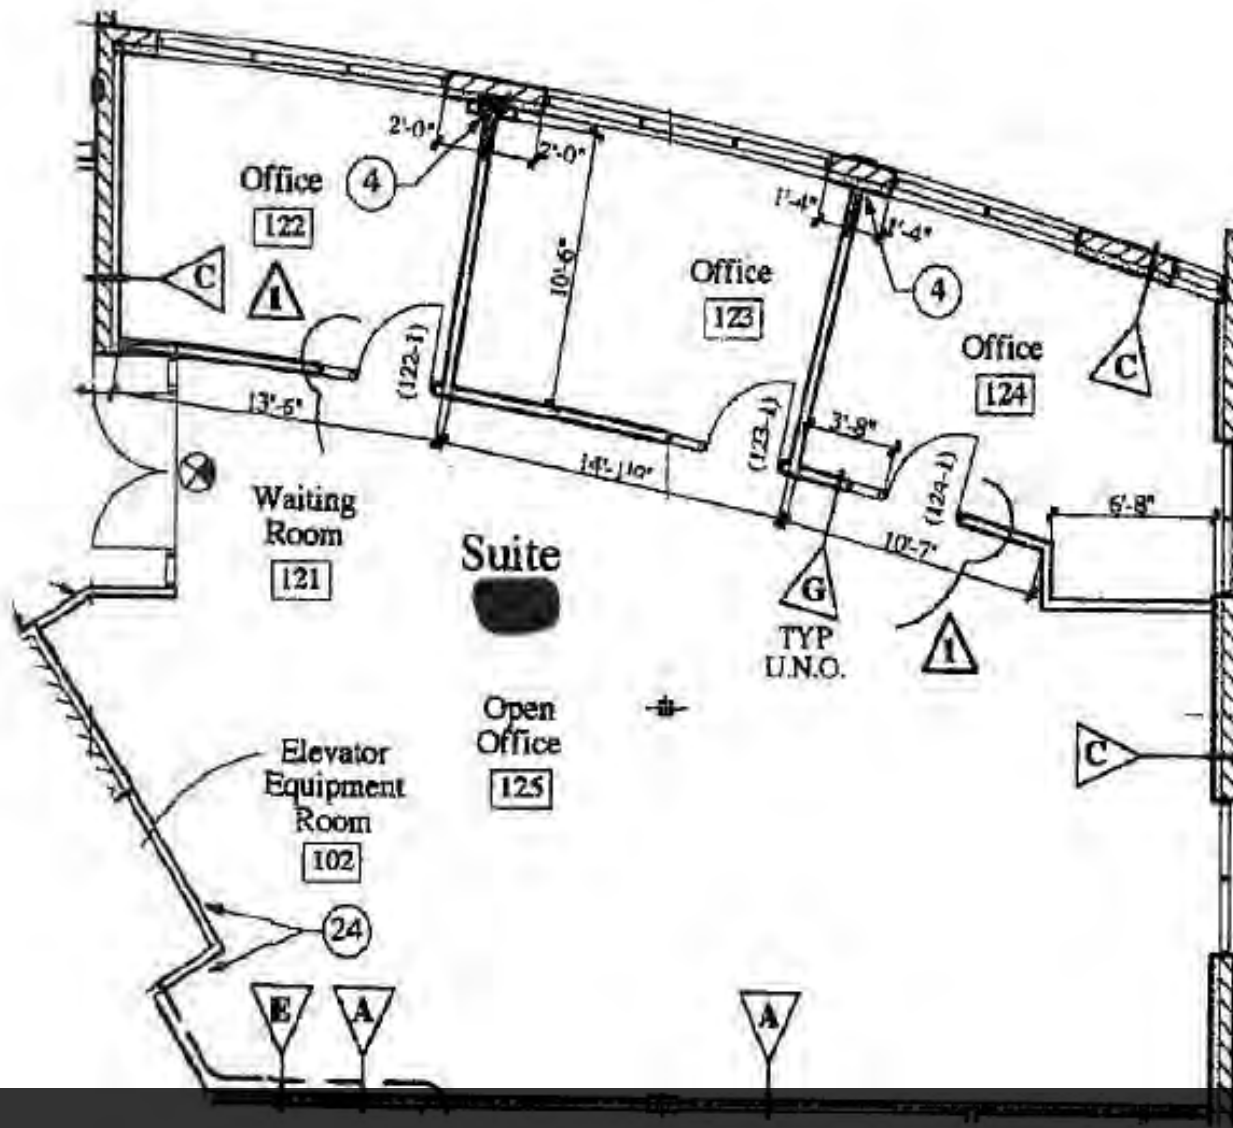 2'-0"
2'-0"
Office
122
4
C
1
10'-6"
1'-4"
1'-4"
Office
123
4
Office
124
C
(122-1)
13'-6"
(123-1)
3'-8"
14'-10"
(124-1)
6'-8"
10'-7"
Waiting
Room
121
Suite
G
TYP
U.N.O.
1
Open
Office
125
C
Elevator
Equipment
Room
102
24
E
A
A